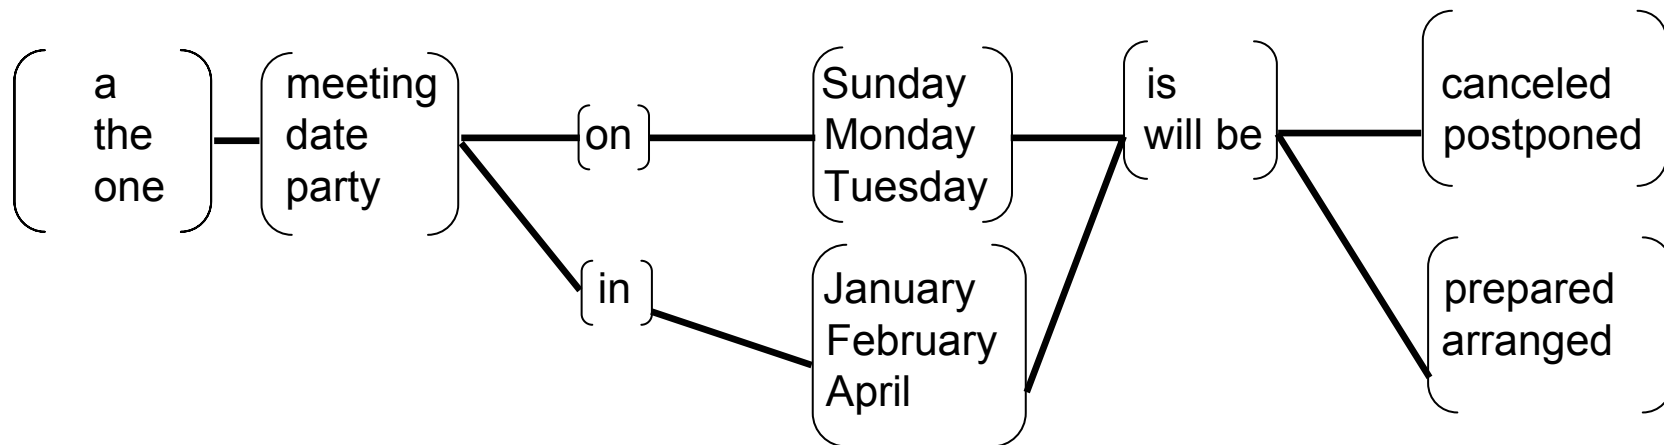 a
the
one
meeting
date
party
on
in
Sunday
Monday
Tuesday
January
February
April
is
will be
canceled
postponed
prepared
arranged